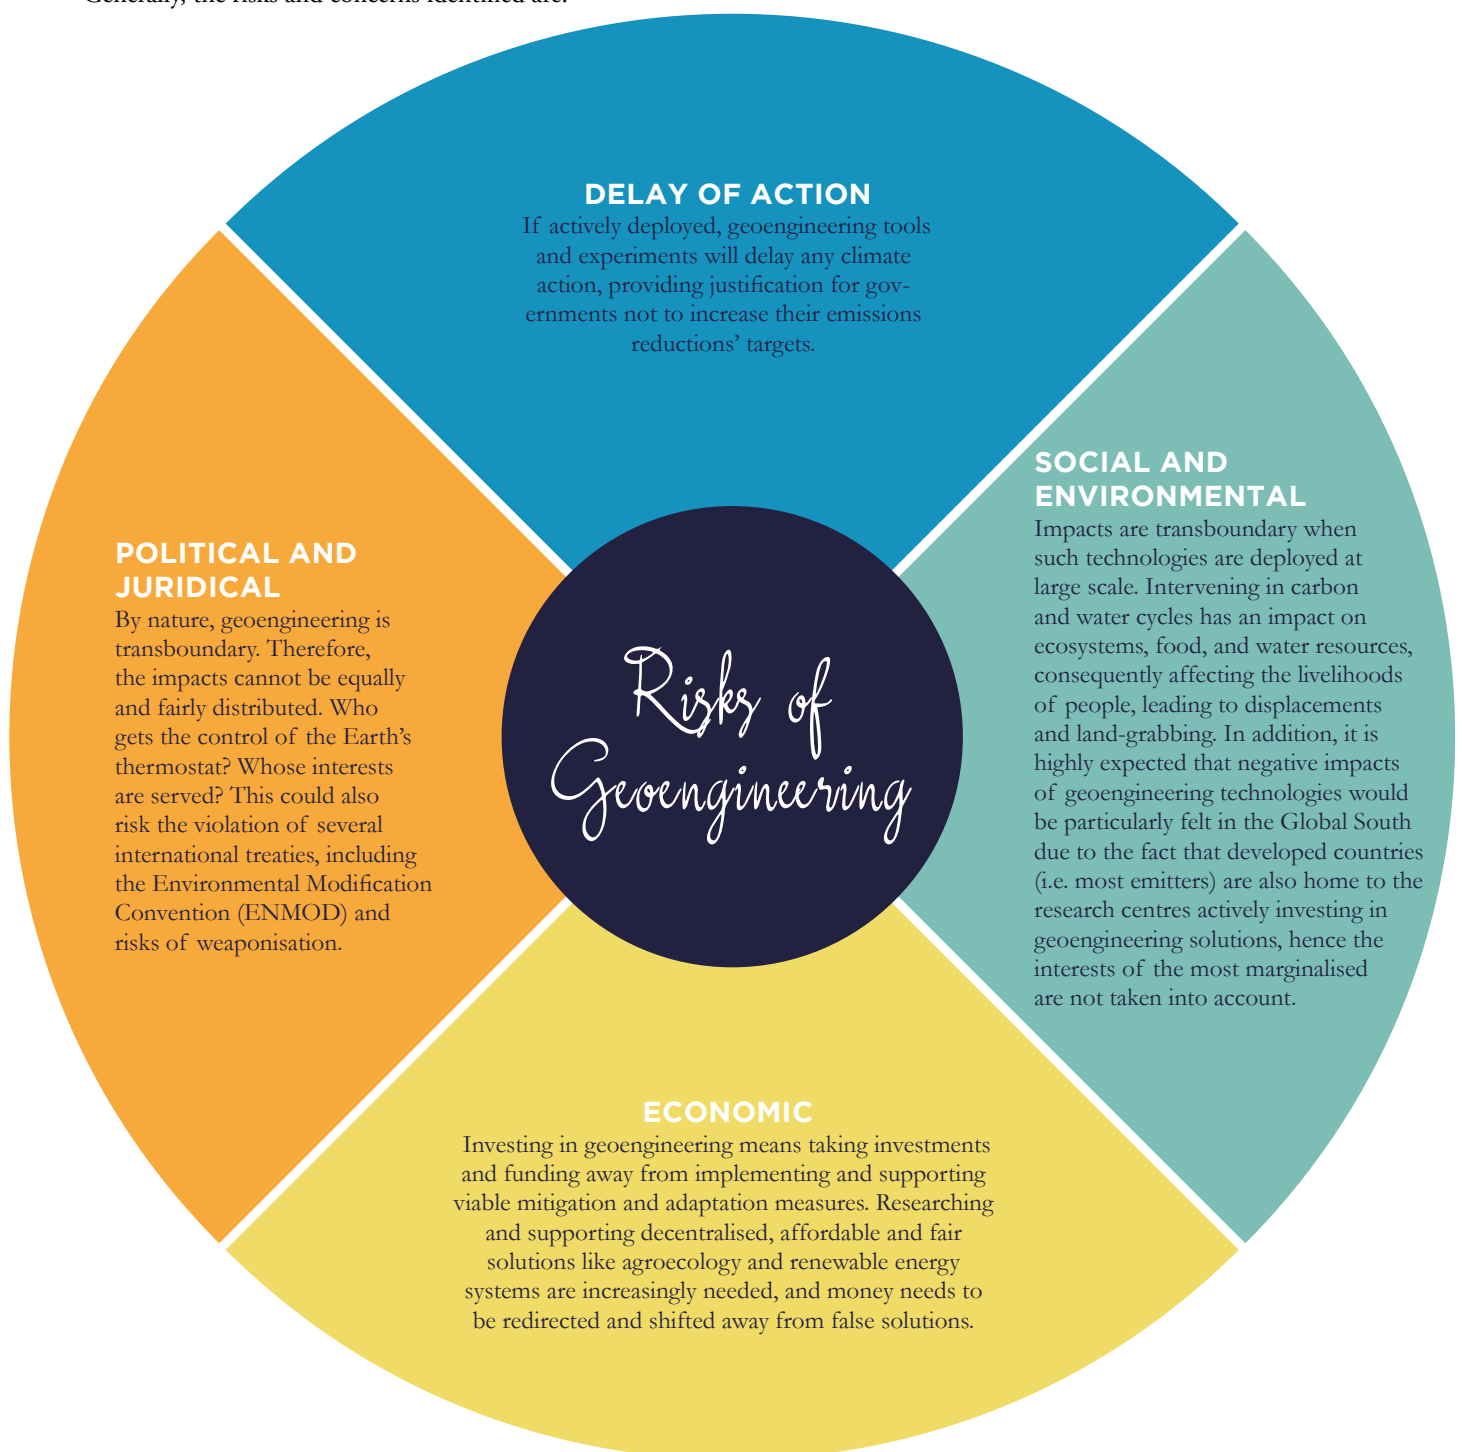 Generally, the risks and concerns identified are:
DELAY OF ACTION
If actively deployed, geoengineering tools
and experiments will delay any climate
action, providing justification for gov-
ernments not to increase their emissions
reductions’ targets.
SOCIAL AND
ENVIRONMENTAL
Impacts are transboundary when
such technologies are deployed at
large scale. Intervening in carbon
and water cycles has an impact on
ecosystems, food, and water resources,
consequently affecting the livelihoods
of people, leading to displacements
and land-grabbing. In addition, it is
highly expected that negative impacts
of geoengineering technologies would
be particularly felt in the Global South
due to the fact that developed countries
(i.e. most emitters) are also home to the
research centres actively investing in
geoengineering solutions, hence the
interests of the most marginalised
are not taken into account.
POLITICAL AND
JURIDICAL
By nature, geoengineering is
transboundary. Therefore,
the impacts cannot be equally
and fairly distributed. Who
gets the control of the Earth’s
thermostat? Whose interests
are served? This could also
risk the violation of several
international treaties, including
the Environmental Modification
Convention (ENMOD) and
risks of weaponisation.
Risks of
Geoengineering
ECONOMIC
Investing in geoengineering means taking investments
and funding away from implementing and supporting
viable mitigation and adaptation measures. Researching
and supporting decentralised, affordable and fair
solutions like agroecology and renewable energy
systems are increasingly needed, and money needs to
be redirected and shifted away from false solutions.